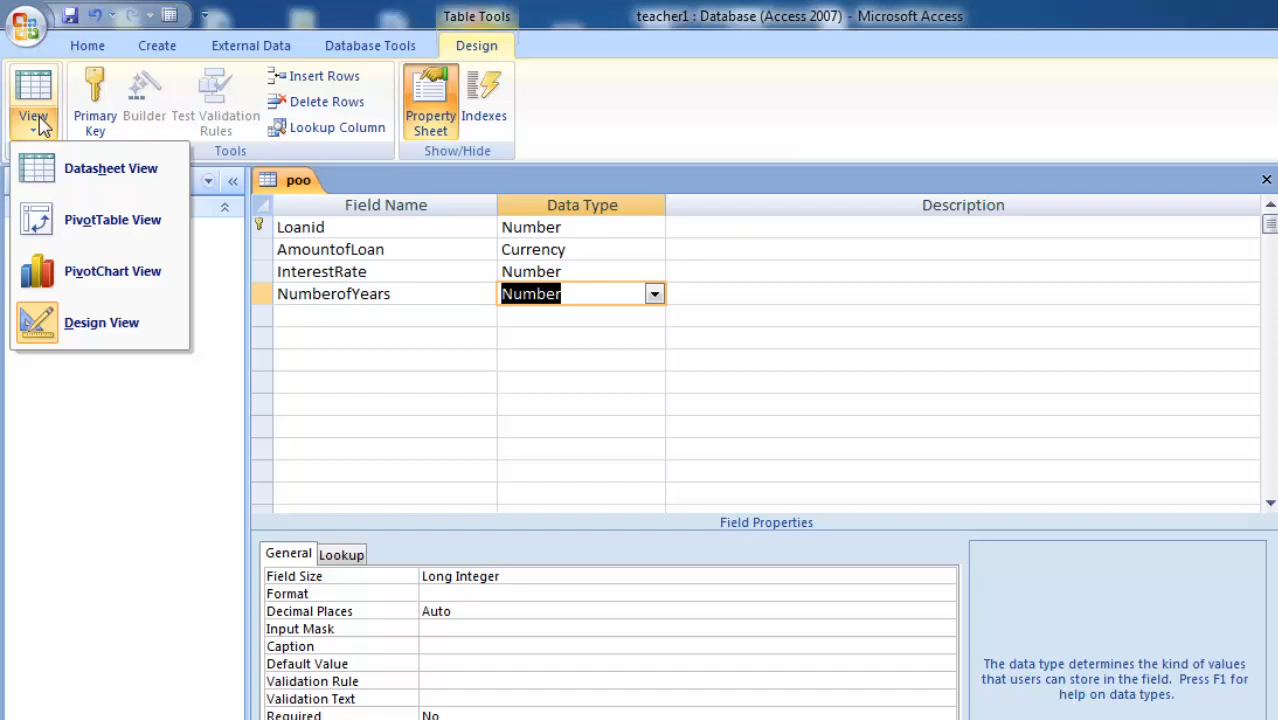 Table Tools
teacher1 : Database (Access 2007) - Microsoft Access
Home Create External Data Database Tools Design
View
Primary Key
Builder
Test Validation Rules
Insert Rows
Delete Rows
Lookup Column
Property Sheet
Indexes
Tools
Show/Hide
Datasheet View
PivotTable View
PivotChart View
Design View
poo
Field Name Data Type Description
Loanid Number
AmountofLoan Currency
InterestRate Number
NumberofYears Number
Field Properties
General Lookup
Field Size Long Integer
Format
Decimal Places Auto
Input Mask
Caption
Default Value
Validation Rule
Validation Text
Required No
The data type determines the kind of values
that users can store in the field. Press F1 for
help on data types.